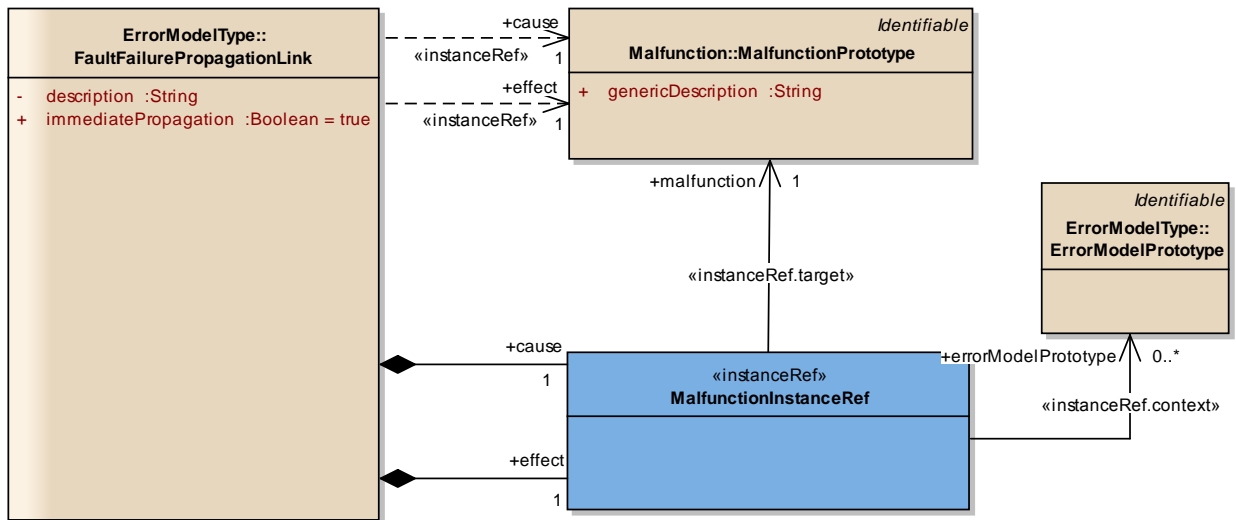 ErrorModelType::
FaultFailurePropagationLink
- description :String
+ immediatePropagation :Boolean = true
+cause
«instanceRef»
1
+effect
«instanceRef»
1
Identifiable
Malfunction::MalfunctionPrototype
+ genericDescription :String
+malfunction
1
Identifiable
ErrorModelType::
ErrorModelPrototype
«instanceRef.target»
+cause
1
«instanceRef»
MalfunctionInstanceRef
+errorModelPrototype
0..*
«instanceRef.context»
+effect
1